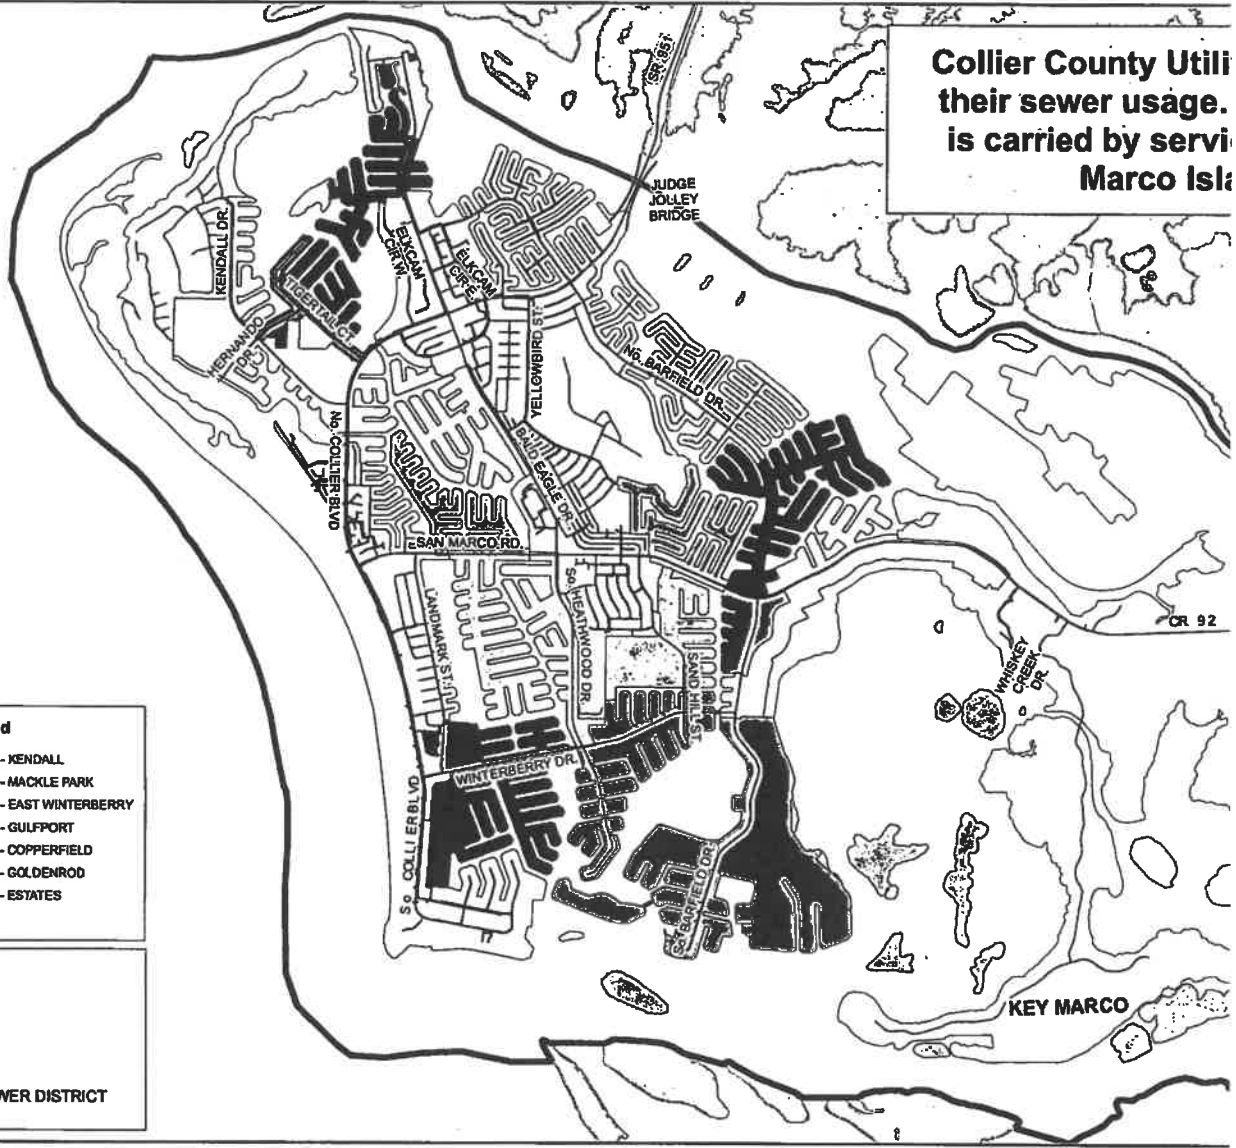 Collier County Utili
their sewer usage.
is carried by servi
Marco Isla
SR 951
JUDGE
JOLLEY
BRIDGE
KENDALL DR.
ELKCAM
CIR.W.
ELKCAM
CIR.E.
TIGERTAIL CT.
HERNANDO
DR.
YELLOWBIRD ST.
No. BARFIELD DR.
No. COLLIER BLVD
BALD EAGLE DR.
SAN MARCO RD.
LANDMARK ST.
So. HEATHWOOD DR.
SAND HILL ST.
CR 92
WHISKEY
CREEK
DR.
WINTERBERRY DR.
So COLLIER BLVD
So. BARFIELD DR.
KEY MARCO
d
- KENDALL
- MACKLE PARK
- EAST WINTERBERRY
- GULFPORT
- COPPERFIELD
- GOLDENROD
- ESTATES
WER DISTRICT